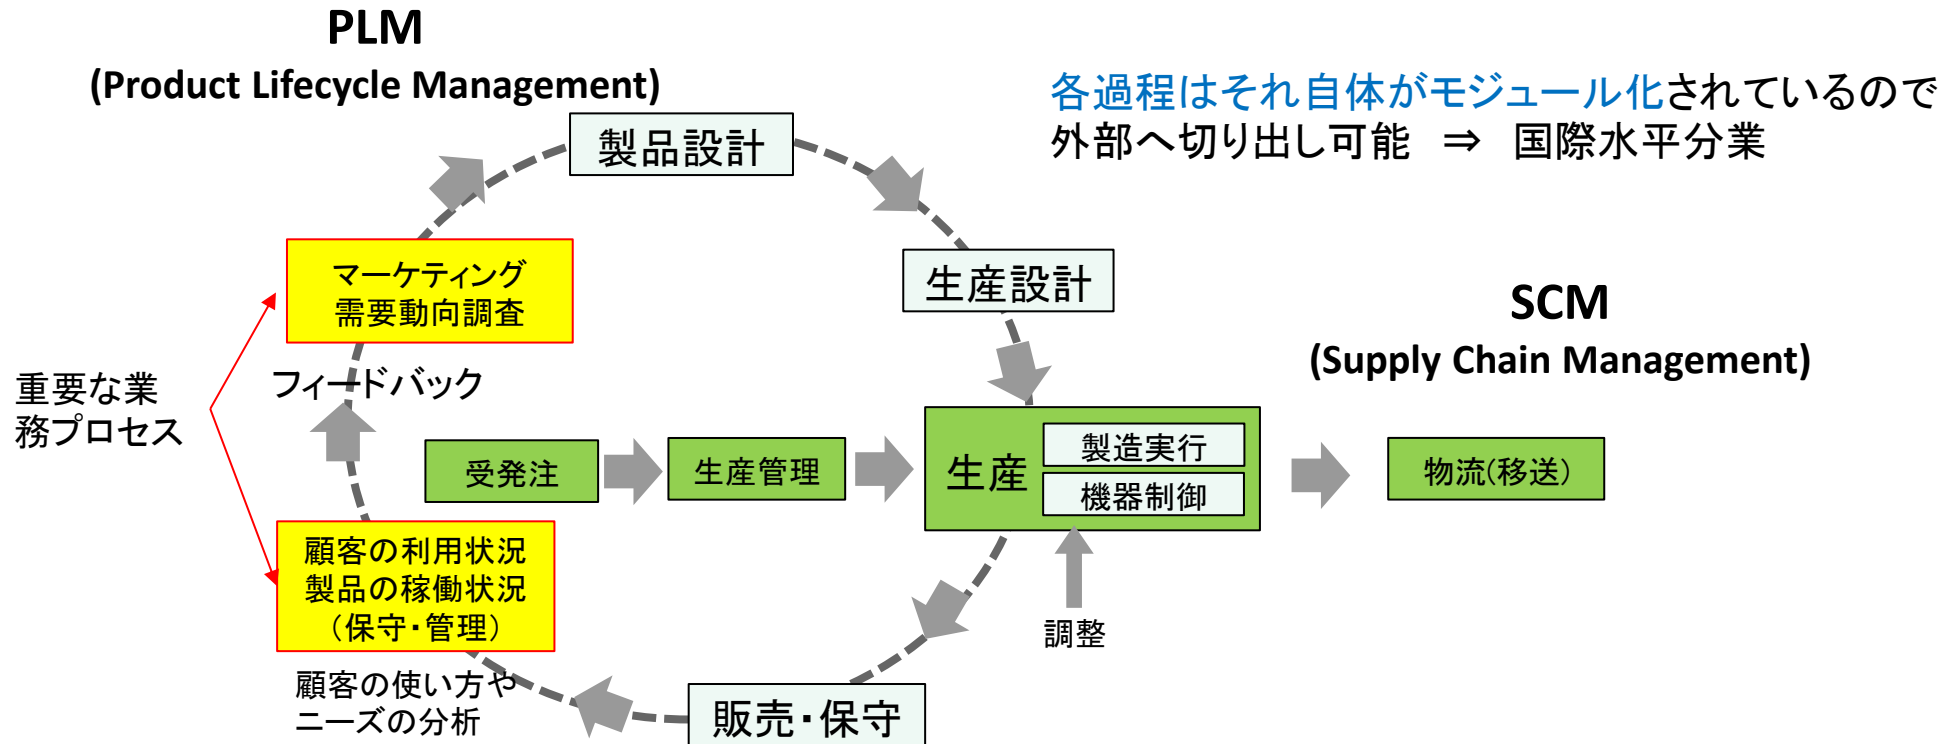 PLM
(Product Lifecycle Management)
各過程はそれ自体がモジュール化されているので
外部へ切り出し可能 ⇒ 国際水平分業
製品設計
マーケティング
需要動向調査
生産設計
SCM
(Supply Chain Management)
重要な業
務プロセス
フィードバック
受発注
生産管理
生産
製造実行
機器制御
物流(移送)
顧客の利用状況
製品の稼働状況
（保守・管理）
調整
顧客の使い方や
ニーズの分析
販売・保守